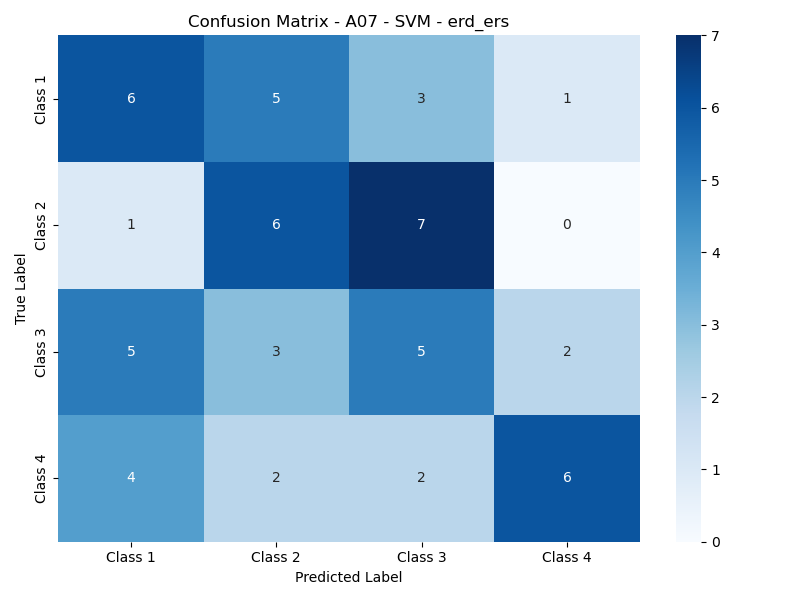 Confusion Matrix - A07 - SVM - erd_ers
True Label
Class 1
6 5 3 1
Class 2
1 6 7 0
Class 3
5 3 5 2
Class 4
4 2 2 6
Class 1 Class 2 Class 3 Class 4
Predicted Label
7
6
5
4
3
2
1
0